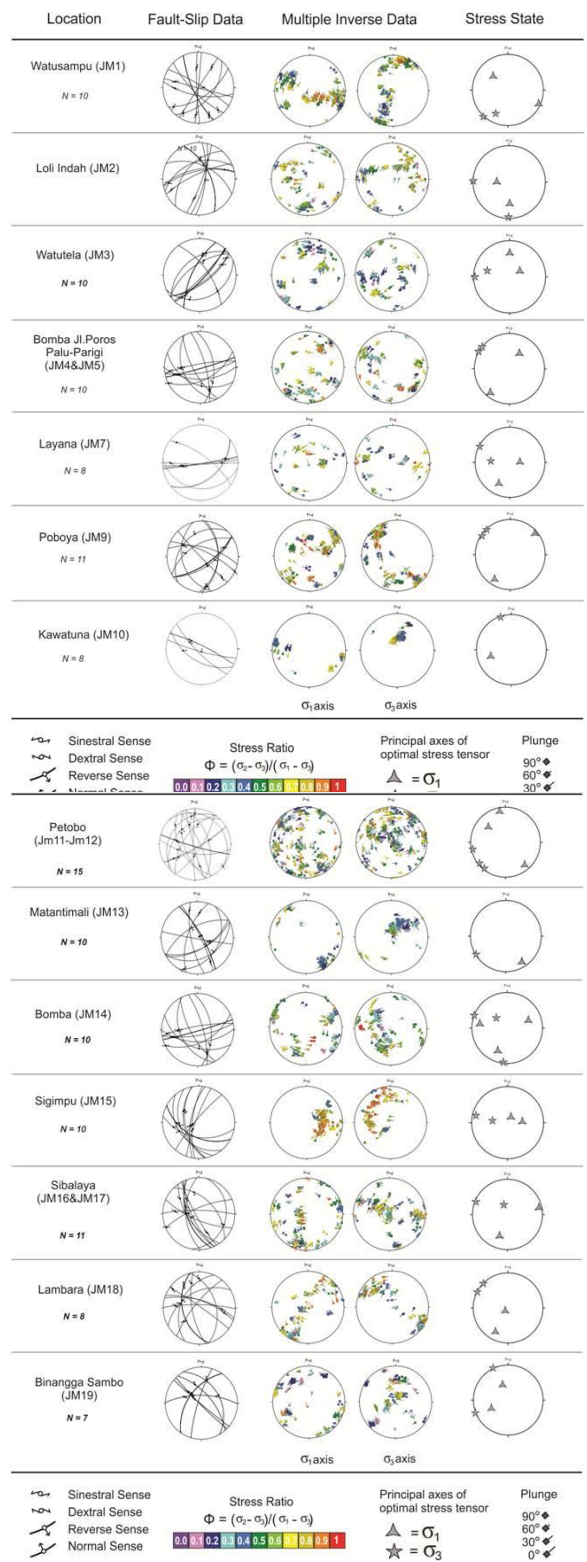 Location Fault-Slip Data Multiple Inverse Data Stress State
Watusampu (JM1)
N = 10
Loli Indah (JM2)
N = 10
Watutela (JM3)
N = 10
Bomba Jl.Poros
Palu-Parigi
(JM4&JM5)
N = 10
Layana (JM7)
N = 8
Poboya (JM9)
N = 11
Kawatuna (JM10)
N = 8
σ1 axis σ3 axis
Sinestral Sense
Dextral Sense
Reverse Sense
Normal Sense
Stress Ratio
Φ = (σ2 - σ3)/(σ1 - σ3)
0.0 0.1 0.2 0.3 0.4 0.5 0.6 0.7 0.8 0.9 1
Principal axes of
optimal stress tensor
= σ1
Plunge
90°
60°
30°
Petobo
(Jm11-Jm12)
N = 15
Matantimali (JM13)
N = 10
Bomba (JM14)
N = 10
Sigimpu (JM15)
N = 10
Sibalaya
(JM16&JM17)
N = 11
Lambara (JM18)
N = 8
Binangga Sambo
(JM19)
N = 7
σ1 axis σ3 axis
Sinestral Sense
Dextral Sense
Reverse Sense
Normal Sense
Stress Ratio
Φ = (σ2 - σ3)/(σ1 - σ3)
0.0 0.1 0.2 0.3 0.4 0.5 0.6 0.7 0.8 0.9 1
Principal axes of
optimal stress tensor
= σ1
= σ3
Plunge
90°
60°
30°
0°